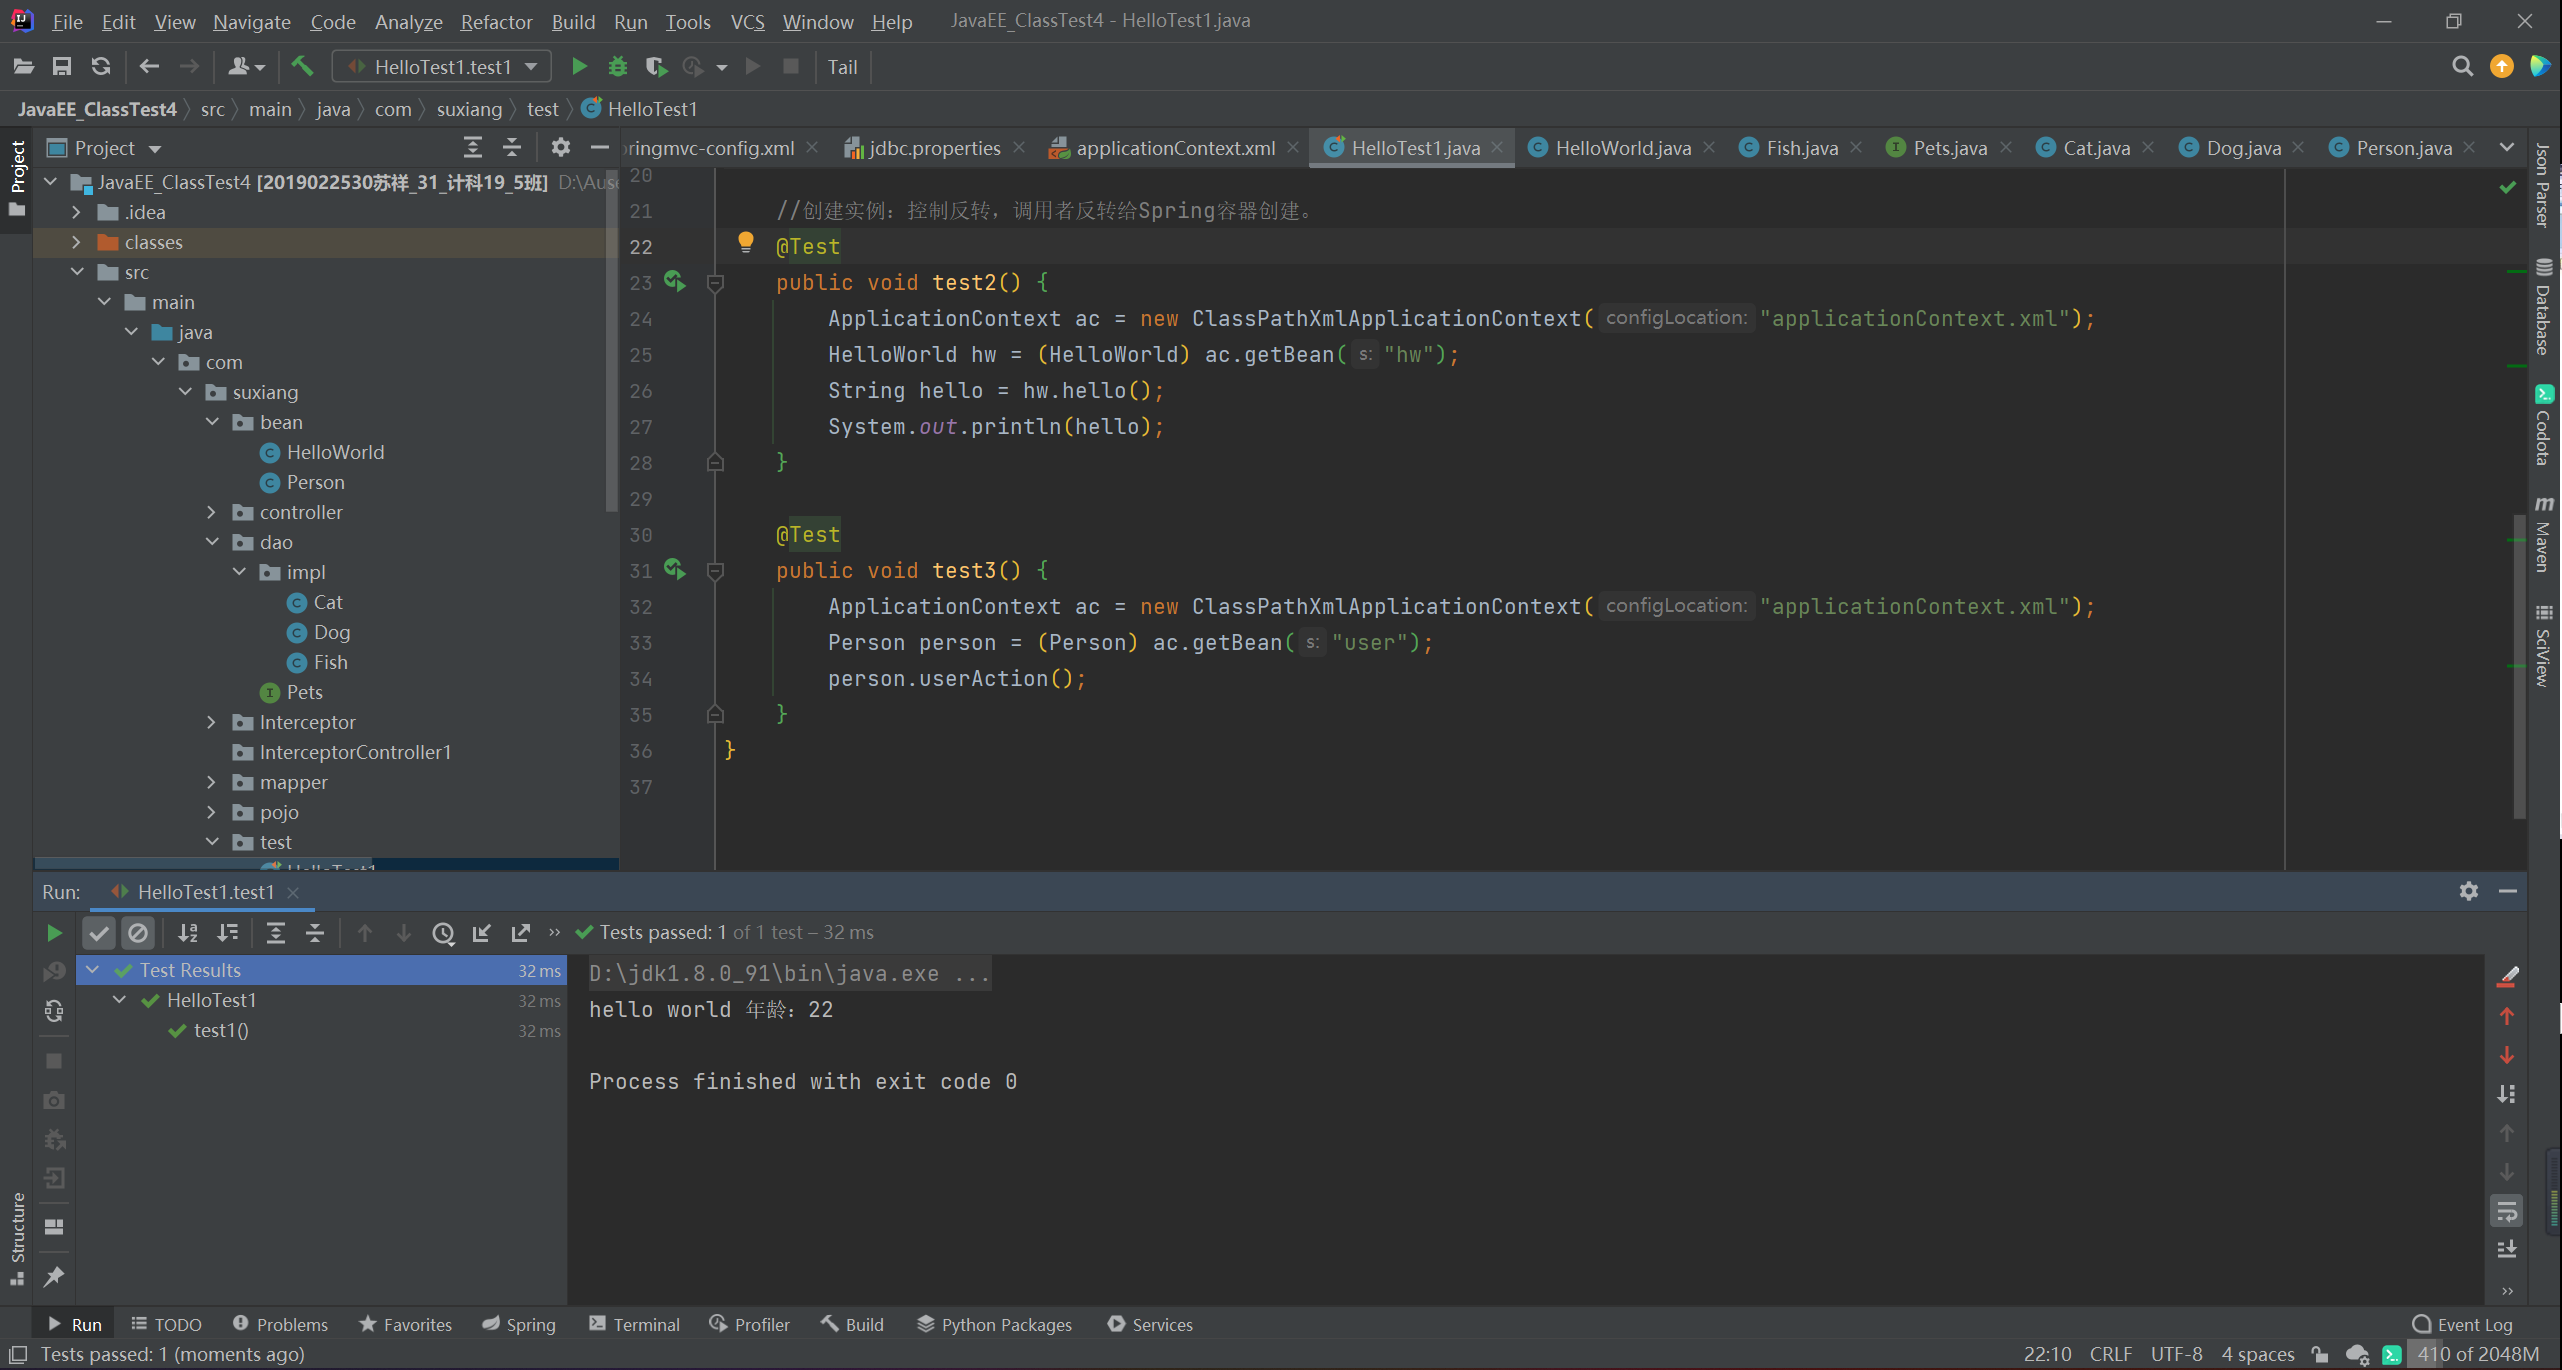 File Edit View Navigate Code Analyze Refactor Build Run Tools VCS Window Help JavaEE_ClassTest4 - HelloTest1.java
HelloTest1.test1 Tail
JavaEE_ClassTest4 src main java com suxiang test HelloTest1
Project
ringmvc-config.xml jdbc.properties applicationContext.xml HelloTest1.java HelloWorld.java Fish.java Pets.java Cat.java Dog.java Person.java
JavaEE_ClassTest4 [2019022530苏样_31_计科19_5班] D:\Ause
.idea
classes
src
main
java
com
suxiang
bean
HelloWorld
Person
controller
dao
impl
Cat
Dog
Fish
Pets
Interceptor
InterceptorController1
mapper
pojo
test
HelloTest1
20
21 //创建实例：控制反转，调用者反转给Spring容器创建。
22 @Test
23 public void test2() {
24 ApplicationContext ac = new ClassPathXmlApplicationContext( configLocation: "applicationContext.xml");
25 HelloWorld hw = (HelloWorld) ac.getBean( s: "hw");
26 String hello = hw.hello();
27 System.out.println(hello);
28 }
29
30 @Test
31 public void test3() {
32 ApplicationContext ac = new ClassPathXmlApplicationContext( configLocation: "applicationContext.xml");
33 Person person = (Person) ac.getBean( s: "user");
34 person.userAction();
35 }
36 }
37
Project
Structure
Json Parser
Database
Codota
Maven
SciView
Run: HelloTest1.test1
Tests passed: 1 of 1 test – 32 ms
Test Results 32 ms
HelloTest1 32 ms
test1() 32 ms
D:\jdk1.8.0_91\bin\java.exe ...
hello world 年龄：22
Process finished with exit code 0
Run TODO Problems Favorites Spring Terminal Profiler Build Python Packages Services Event Log
Tests passed: 1 (moments ago) 22:10 CRLF UTF-8 4 spaces 410 of 2048M